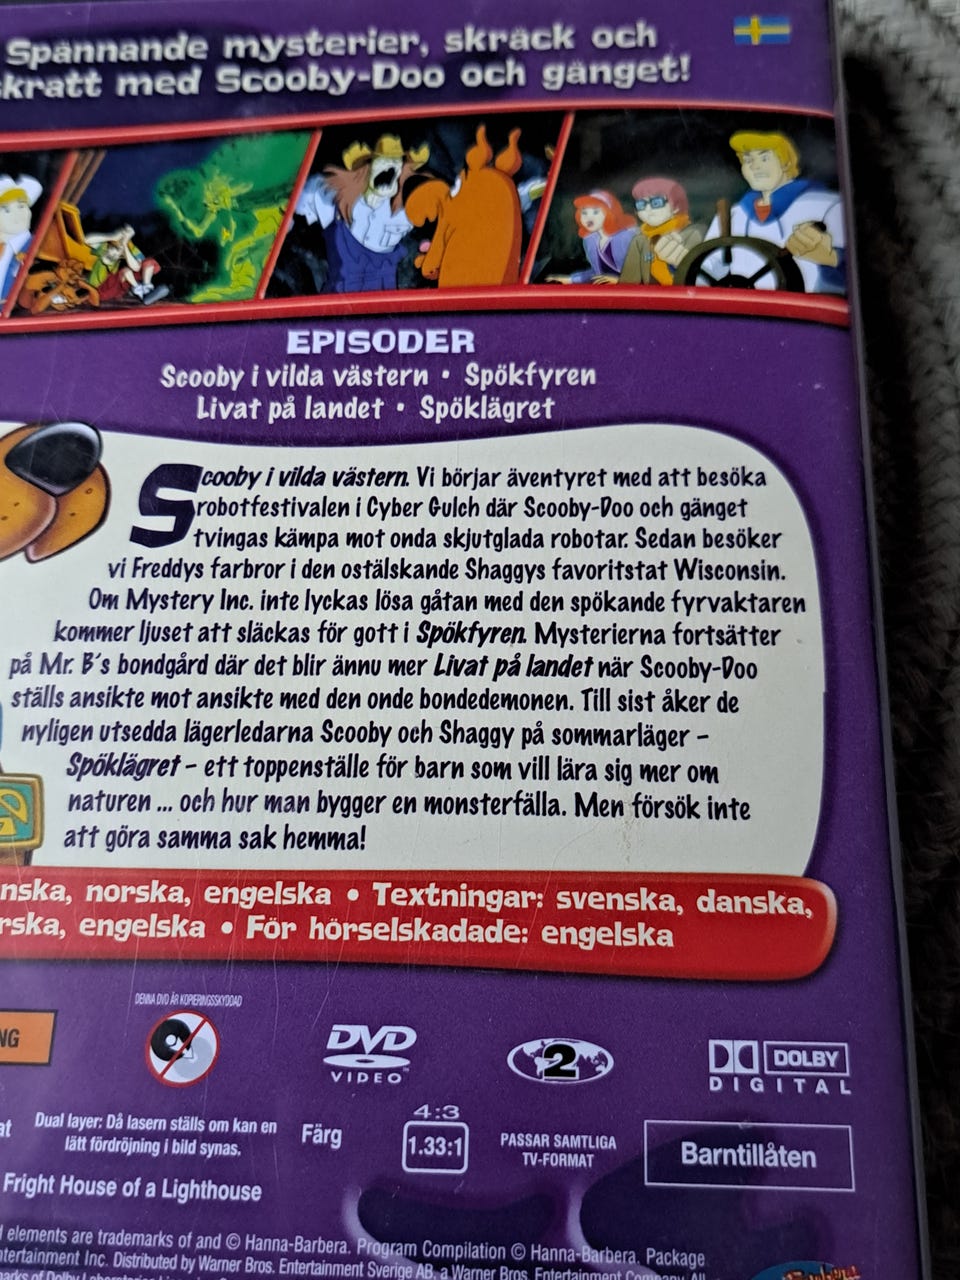 Spännande mysterier, skräck och
skratt med Scooby-Doo och gänget!
EPISODER
Scooby i vilda västern • Spökfyren
Livat på landet • Spöklägret
Scooby i vilda västern. Vi börjar äventyret med att besöka
robotfestivalen i Cyber Gulch där Scooby-Doo och gänget
tvingas kämpa mot onda skjutglada robotar. Sedan besöker
vi Freddys farbror i den ostälskande Shaggys favoritstat Wisconsin.
Om Mystery Inc. inte lyckas lösa gåtan med den spökande fyrvaktaren
kommer ljuset att släckas för gott i Spökfyren. Mysterierna fortsätter
på Mr. B's bondgård där det blir ännu mer Livat på landet när Scooby-Doo
ställs ansikte mot ansikte med den onde bondedemonen. Till sist åker de
nyligen utsedda lägerledarna Scooby och Shaggy på sommarläger –
Spöklägret – ett toppenställe för barn som vill lära sig mer om
naturen ... och hur man bygger en monsterfälla. Men försök inte
att göra samma sak hemma!
nska, norska, engelska • Textningar: svenska, danska,
rska, engelska • För hörselskadade: engelska
DENNA DVD ÄR KOPIERINGSSKYDDAD
NG
DVD
VIDEO
2
DOLBY
DIGITAL
at
Dual layer: Då lasern ställs om kan en
lätt fördröjning i bild synas.
Färg
4:3
1.33:1
PASSAR SAMTLIGA
TV-FORMAT
Barntillåten
Fright House of a Lighthouse
d elements are trademarks of and © Hanna-Barbera. Program Compilation © Hanna-Barbera. Package
ntertainment Inc. Distributed by Warner Bros. Entertainment Sverige AB, a Warner Bros. Entertainment Company. All